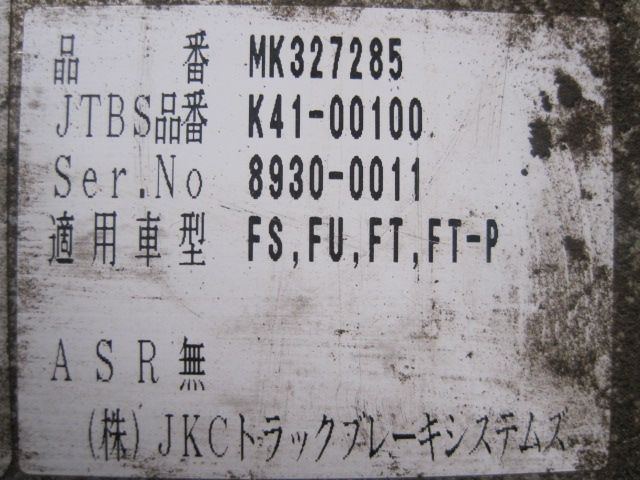 品番 MK327285
JTBS品番 K41-00100
Ser.No 8930-0011
適用車型 FS,FU,FT,FT-P
ASR無
(株)JKCトラックブレーキシステムズ